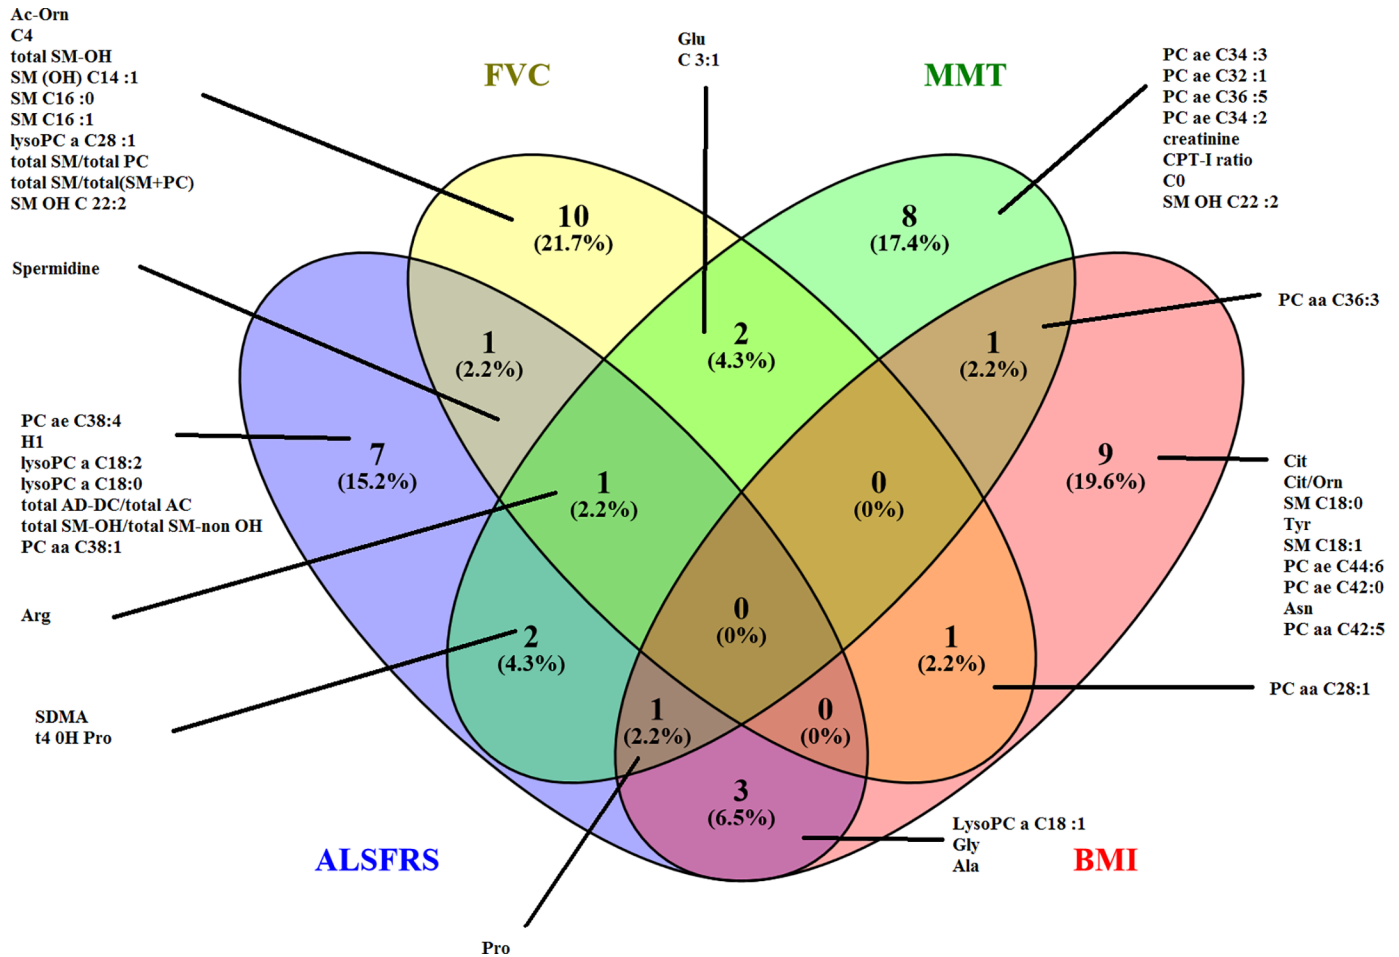 Ac-Orn
C4
total SM-OH
SM (OH) C14 :1
SM C16 :0
SM C16 :1
lysoPC a C28 :1
total SM/total PC
total SM/total(SM+PC)
SM OH C 22:2
FVC
Glu
C 3:1
MMT
PC ae C34 :3
PC ae C32 :1
PC ae C36 :5
PC ae C34 :2
creatinine
CPT-I ratio
C0
SM OH C22 :2
10
(21.7%)
8
(17.4%)
Spermidine
PC aa C36:3
1
(2.2%)
2
(4.3%)
1
(2.2%)
PC ae C38:4
H1
lysoPC a C18:2
lysoPC a C18:0
total AD-DC/total AC
total SM-OH/total SM-non OH
PC aa C38:1
7
(15.2%)
1
(2.2%)
0
(0%)
9
(19.6%)
Cit
Cit/Orn
SM C18:0
Tyr
SM C18:1
PC ae C44:6
PC ae C42:0
Asn
PC aa C42:5
Arg
2
(4.3%)
0
(0%)
1
(2.2%)
PC aa C28:1
SDMA
t4 0H Pro
1
(2.2%)
0
(0%)
3
(6.5%)
LysoPC a C18 :1
Gly
Ala
ALSFRS
BMI
Pro